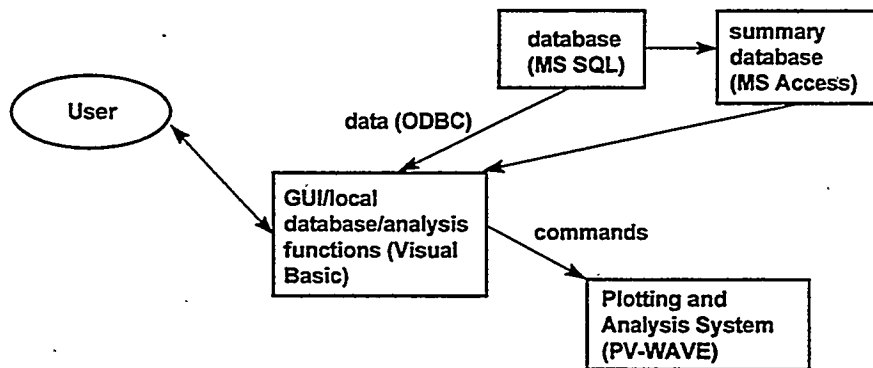 database
(MS SQL)
summary
database
(MS Access)
User
data (ODBC)
GUI/local
database/analysis
functions (Visual
Basic)
commands
Plotting and
Analysis System
(PV-WAVE)